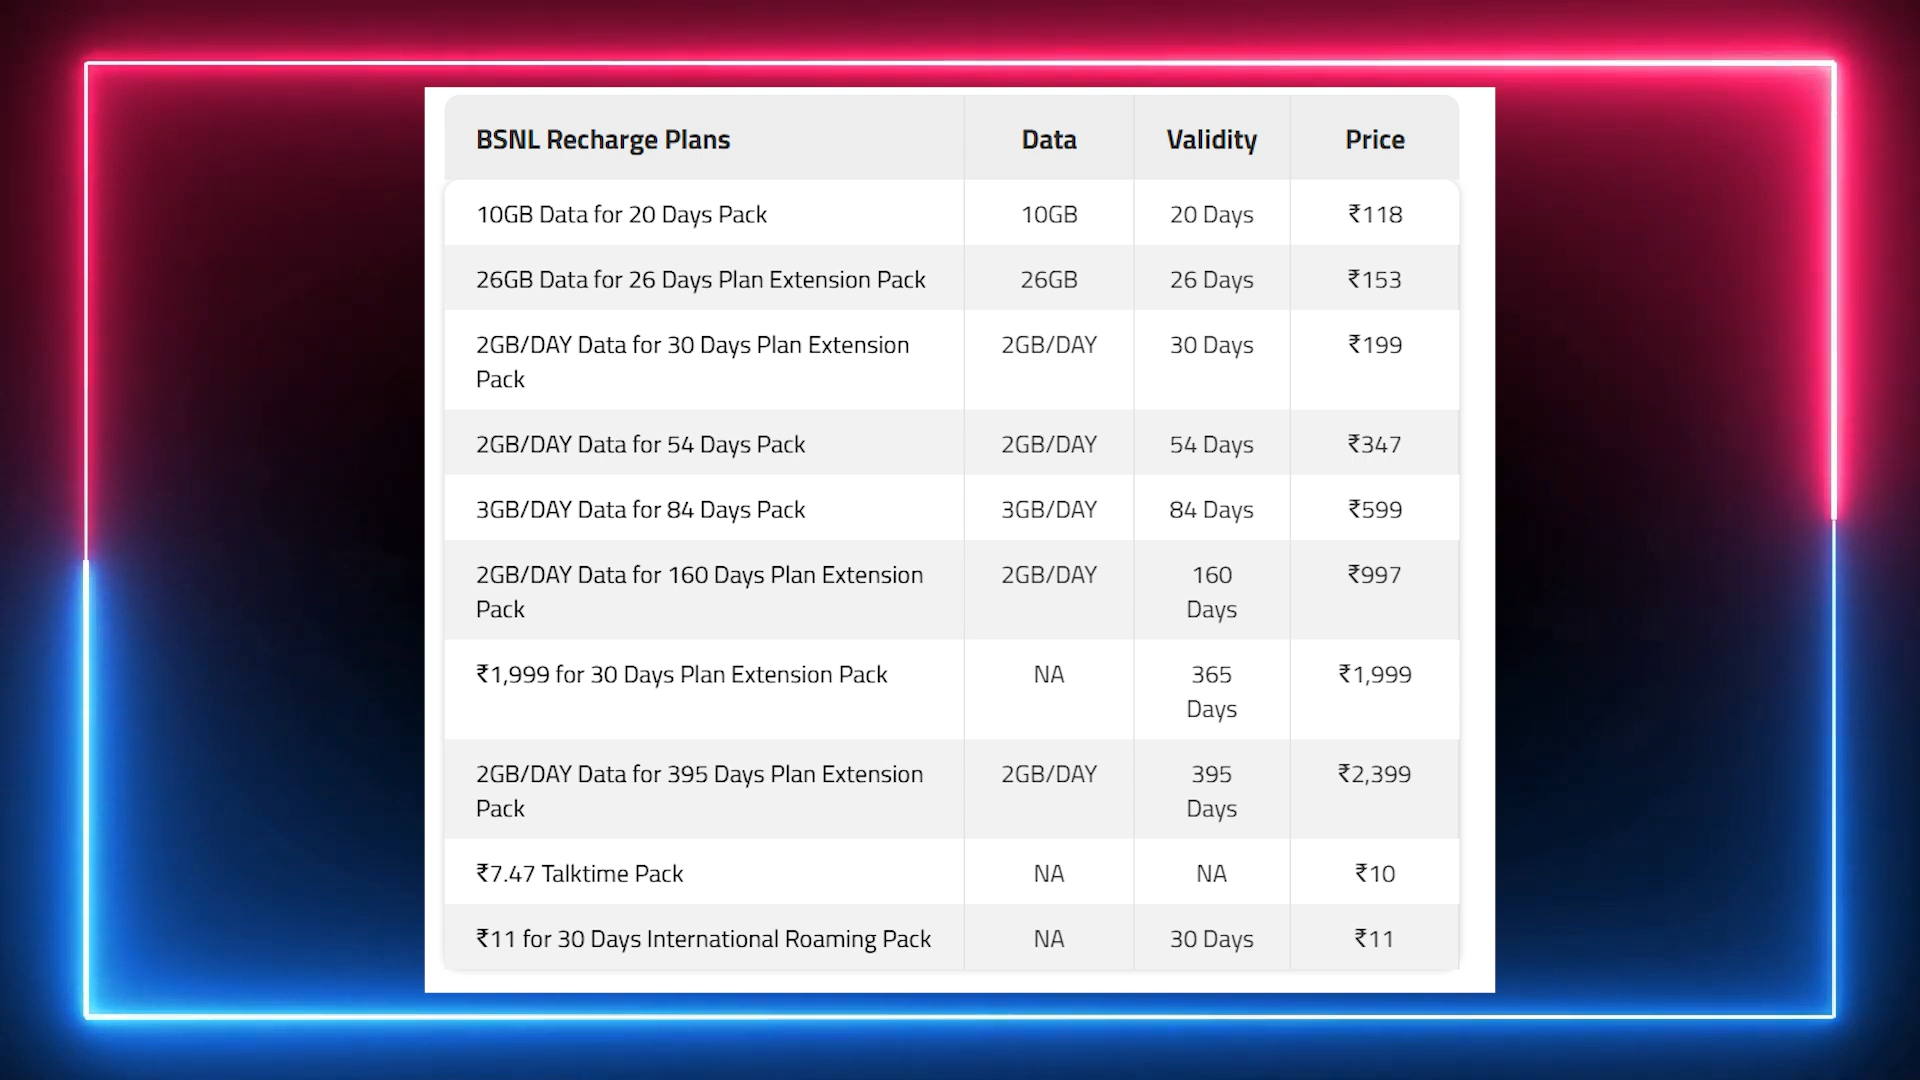 BSNL Recharge Plans Data Validity Price
10GB Data for 20 Days Pack 10GB 20 Days ₹118
26GB Data for 26 Days Plan Extension Pack 26GB 26 Days ₹153
2GB/DAY Data for 30 Days Plan Extension 2GB/DAY 30 Days ₹199
Pack
2GB/DAY Data for 54 Days Pack 2GB/DAY 54 Days ₹347
3GB/DAY Data for 84 Days Pack 3GB/DAY 84 Days ₹599
2GB/DAY Data for 160 Days Plan Extension 2GB/DAY 160 ₹997
Pack Days
₹1,999 for 30 Days Plan Extension Pack NA 365 ₹1,999
Days
2GB/DAY Data for 395 Days Plan Extension 2GB/DAY 395 ₹2,399
Pack Days
₹7.47 Talktime Pack NA NA ₹10
₹11 for 30 Days International Roaming Pack NA 30 Days ₹11